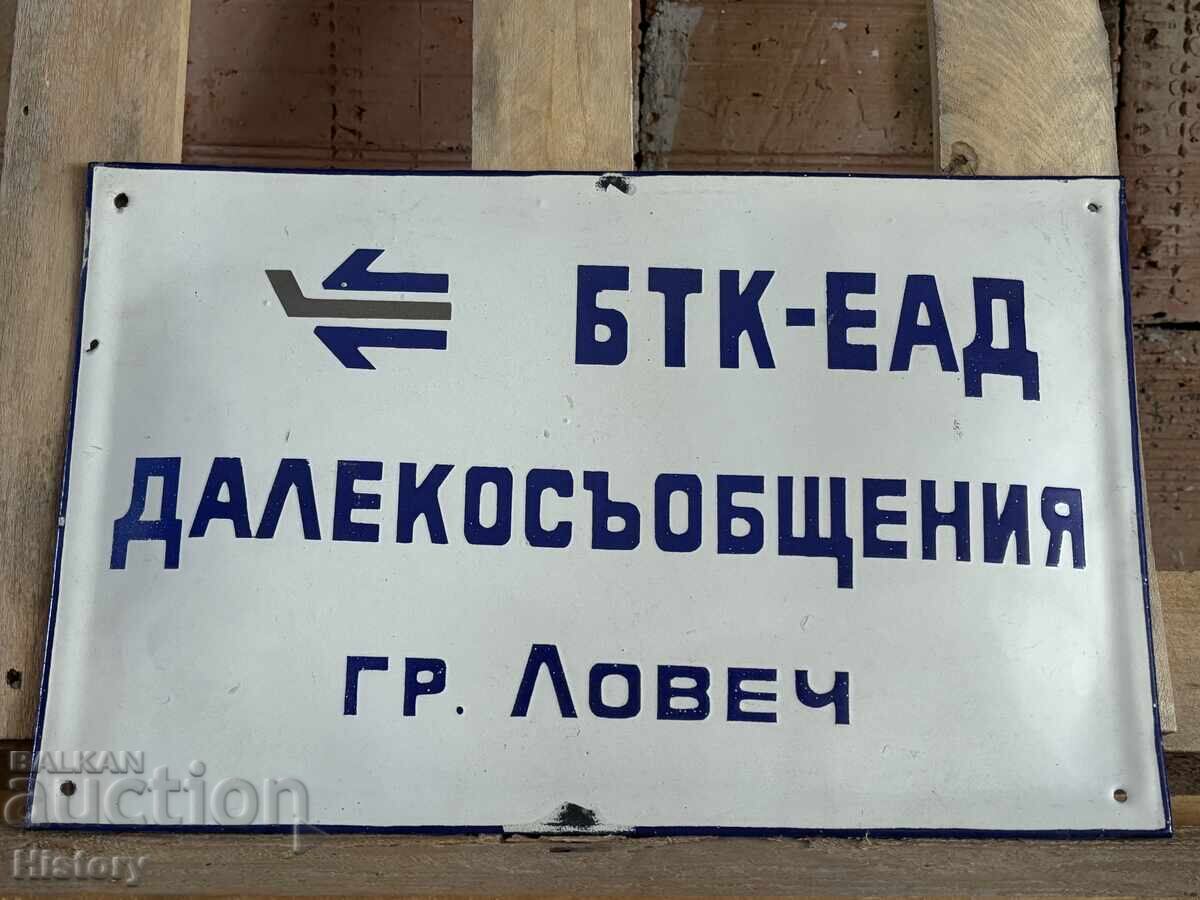 БТК-ЕАД
ДАЛЕКОСЪОБЩЕНИЯ
ГР. ЛОВЕЧ
BALKAN
auction
History